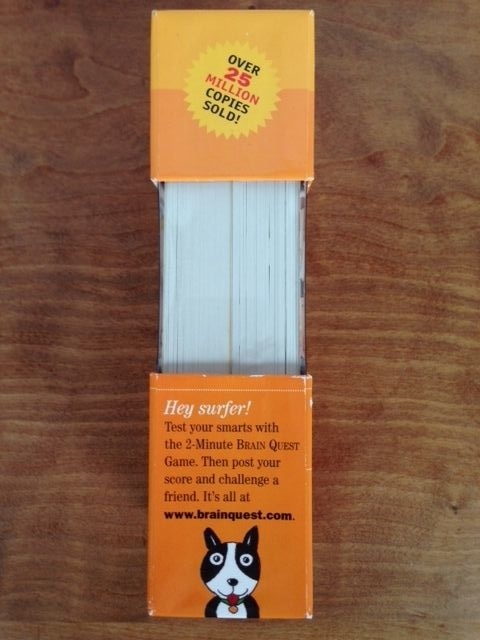 OVER
25
MILLION
COPIES
SOLD!
Hey surfer!
Test your smarts with
the 2-Minute BRAIN QUEST
Game. Then post your
score and challenge a
friend. It's all at
www.brainquest.com.